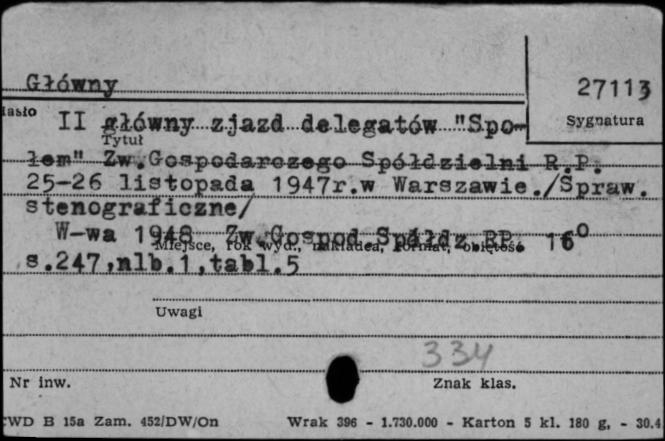 Główny
27113
Hasło
Sygnatura
II główny zjazd delegatów "Spo-
Tytuł
łem" Zw.Gospodarczego Spółdzielni R.P.
25-26 listopada 1947r.w Warszawie./Spraw.
stenograficzne/
W-wa 1948 Zw.Gospod Spółdz RP. 16°
Miejsce, rok wyd., nakładca, format, objętość
s.247,nlb.1,tabl.5
Uwagi
334
Nr inw.
Znak klas.
CWD B 15a Zam. 452/DW/On Wrak 396 - 1.730.000 - Karton 5 kl. 180 g, - 30.4